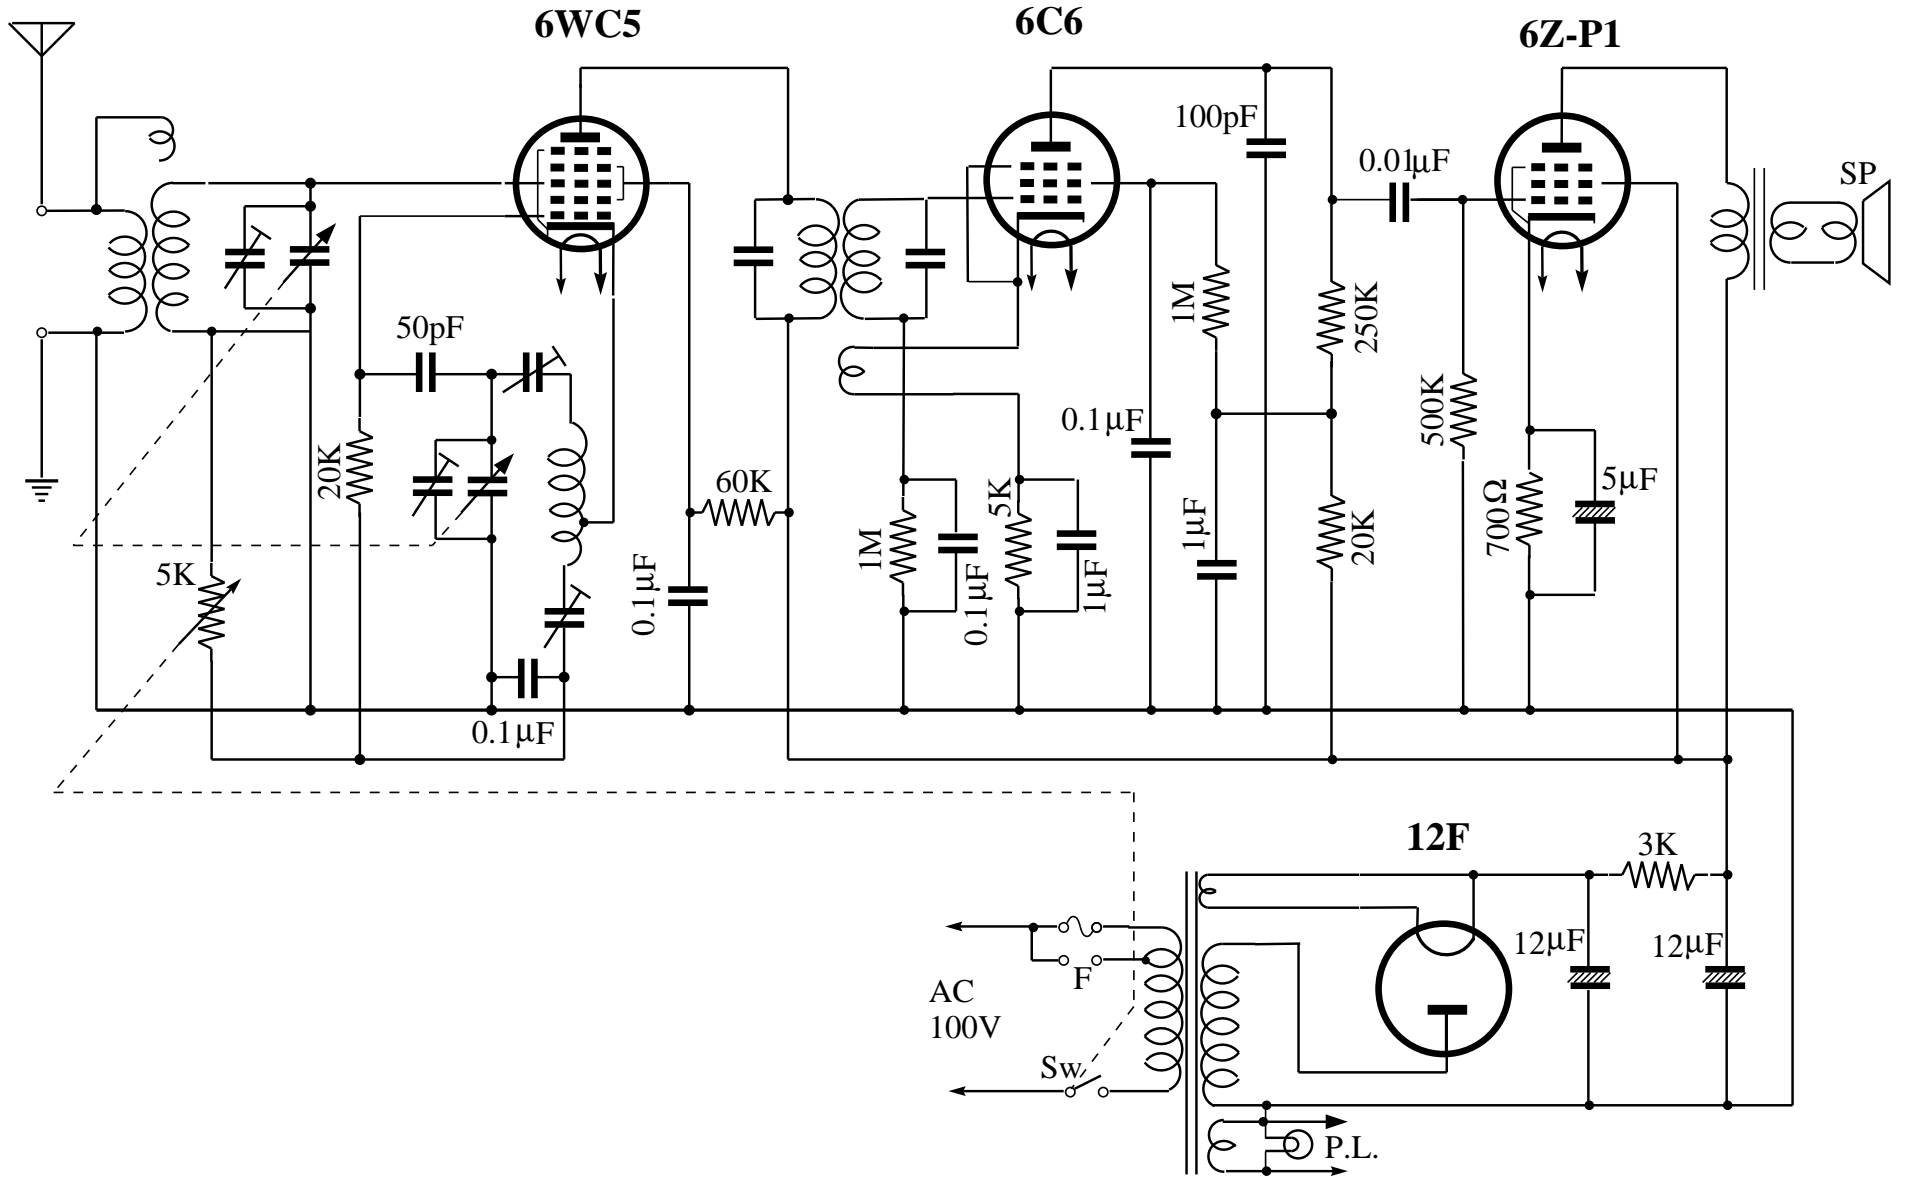 6WC5
6C6
6Z-P1
100pF
0.01µF
SP
50pF
1M
250K
20K
0.1µF
500K
60K
5K
5µF
700Ω
1µF
5K
1M
20K
0.1µF
0.1µF
1µF
0.1µF
12F
3K
12µF
12µF
F
AC
100V
Sw
P.L.